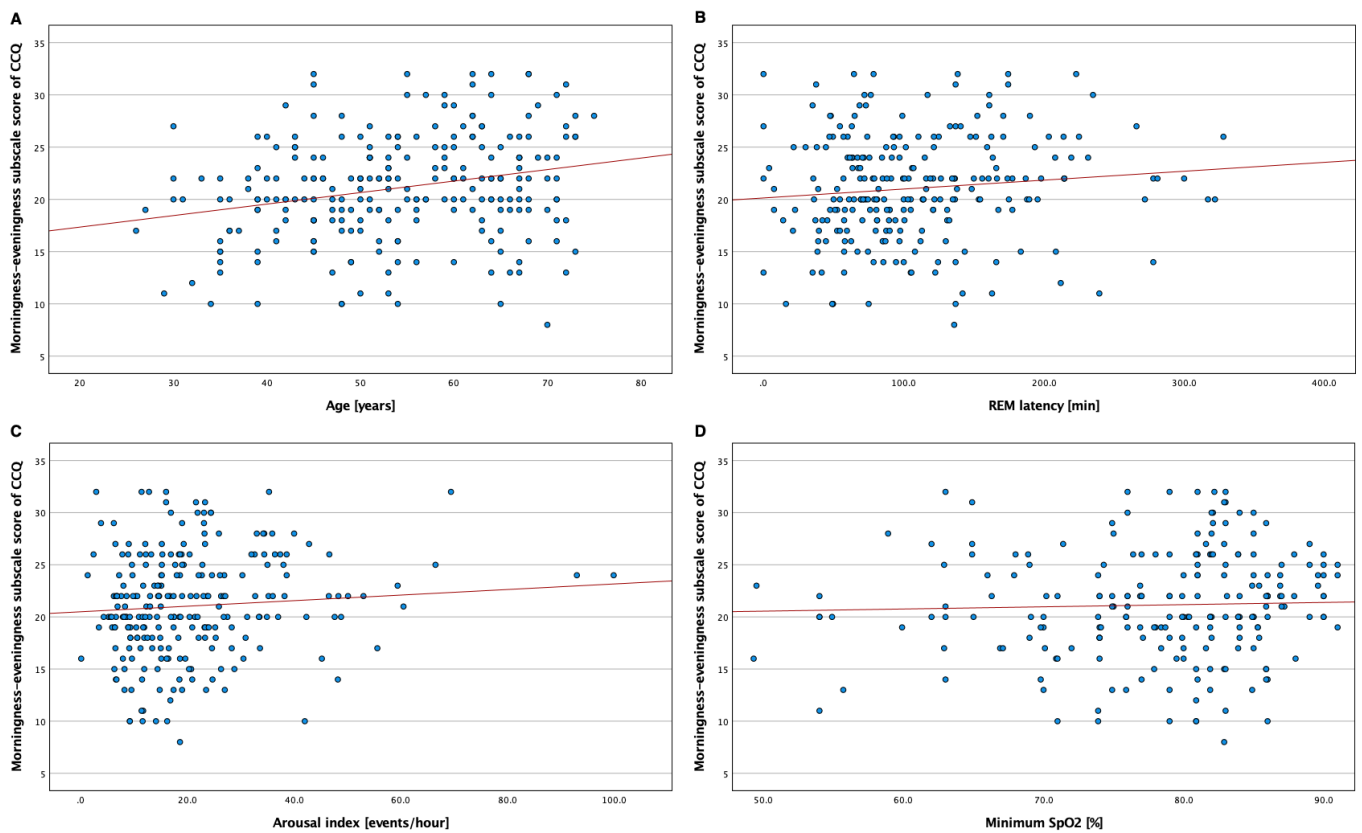 A
Morningness-eveningness subscale score of CCQ
35
30
25
20
15
10
5
20 30 40 50 60 70 80
Age [years]
B
Morningness-eveningness subscale score of CCQ
35
30
25
20
15
10
5
.0 100.0 200.0 300.0 400.0
REM latency [min]
C
Morningness-eveningness subscale score of CCQ
35
30
25
20
15
10
5
.0 20.0 40.0 60.0 80.0 100.0
Arousal index [events/hour]
D
Morningness-eveningness subscale score of CCQ
35
30
25
20
15
10
5
50.0 60.0 70.0 80.0 90.0
Minimum SpO2 [%]